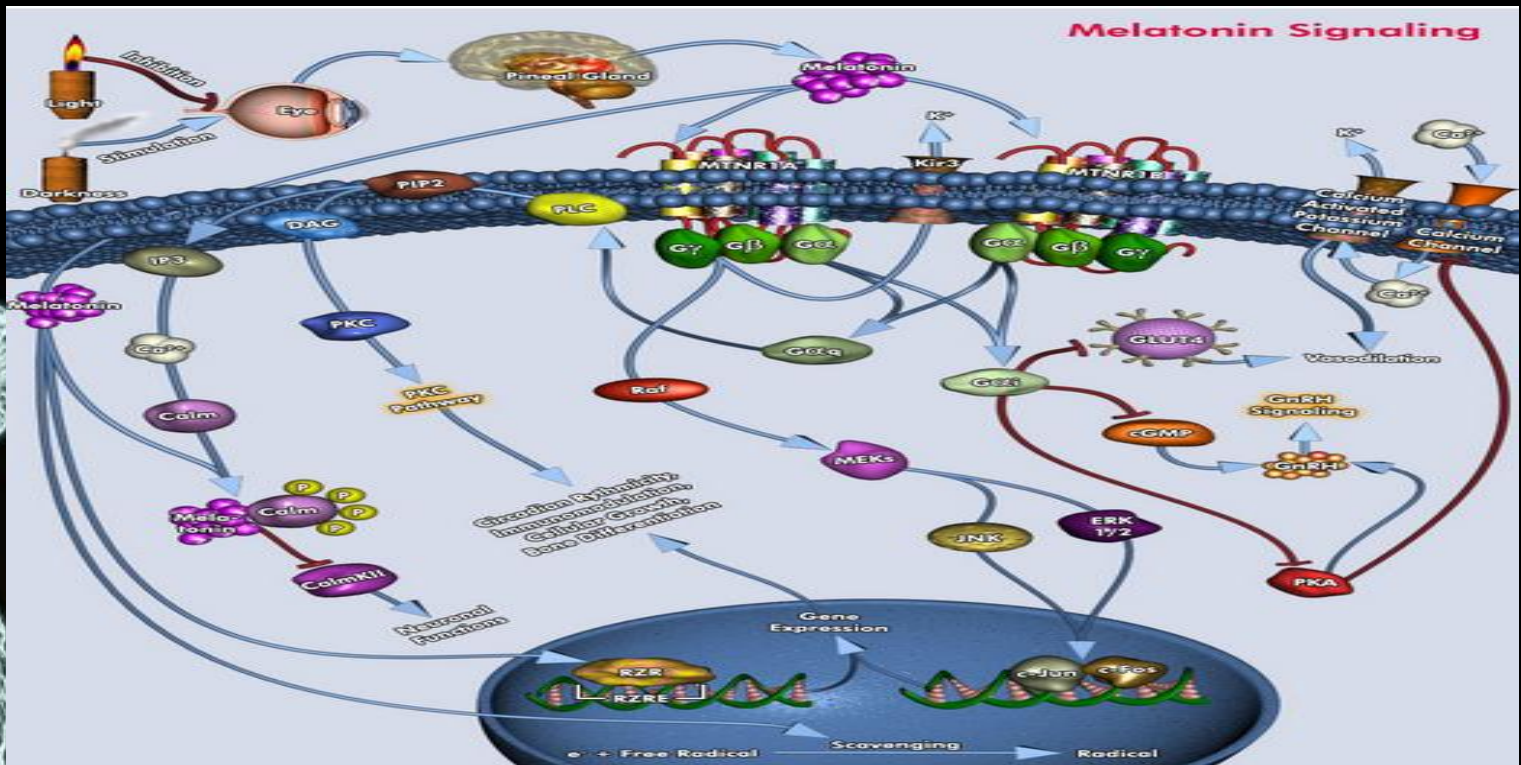 Melatonin Signaling
Inhibition
Light
Eye
Pineal Gland
Melatonin
Stimulation
Darkness
K+
K+
Ca2+
MTNR1A
Kir3
MTNR1B
PIP2
PLC
DAG
IP3
Calcium
Activated
Potassium
Channel
Calcium
Channel
Gγ
Gβ
Gα
Gα
Gβ
Gγ
Melatonin
Ca2+
PKC
Ca2+
Gαq
GLUT4
Vasodilation
Calm
PKC
Pathway
Raf
Gαi
GnRH
Signaling
cGMP
GnRH
MEKs
Mela-
tonin
Calm
P
P
P
P
Circadian Rythmicity,
Immunomodulation,
Cellular Growth,
Bone Differentiation
JNK
ERK
1/2
CalmKII
PKA
Neuronal
Functions
Gene
Expression
RZR
RZRE
c-Jun
c-Fos
Scavenging
e- + Free Radical
Radical